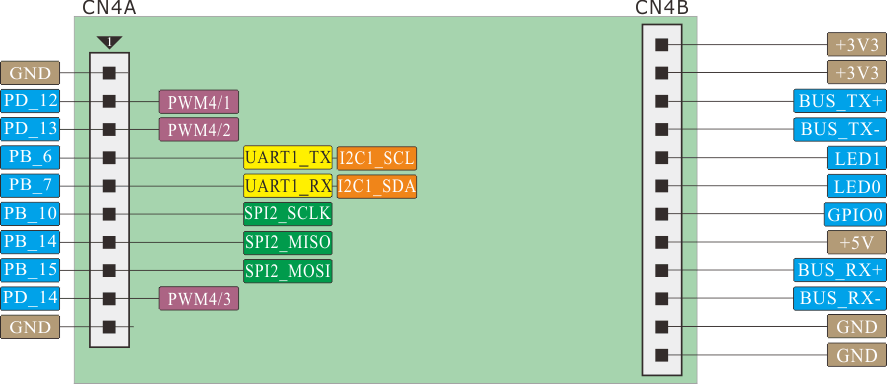 CN4A CN4B
1
+3V3
GND +3V3
PD_12 PWM4/1 BUS_TX+
PD_13 PWM4/2 BUS_TX-
PB_6 UART1_TX I2C1_SCL LED1
PB_7 UART1_RX I2C1_SDA LED0
PB_10 SPI2_SCLK GPIO0
PB_14 SPI2_MISO +5V
PB_15 SPI2_MOSI BUS_RX+
PD_14 PWM4/3 BUS_RX-
GND GND
GND